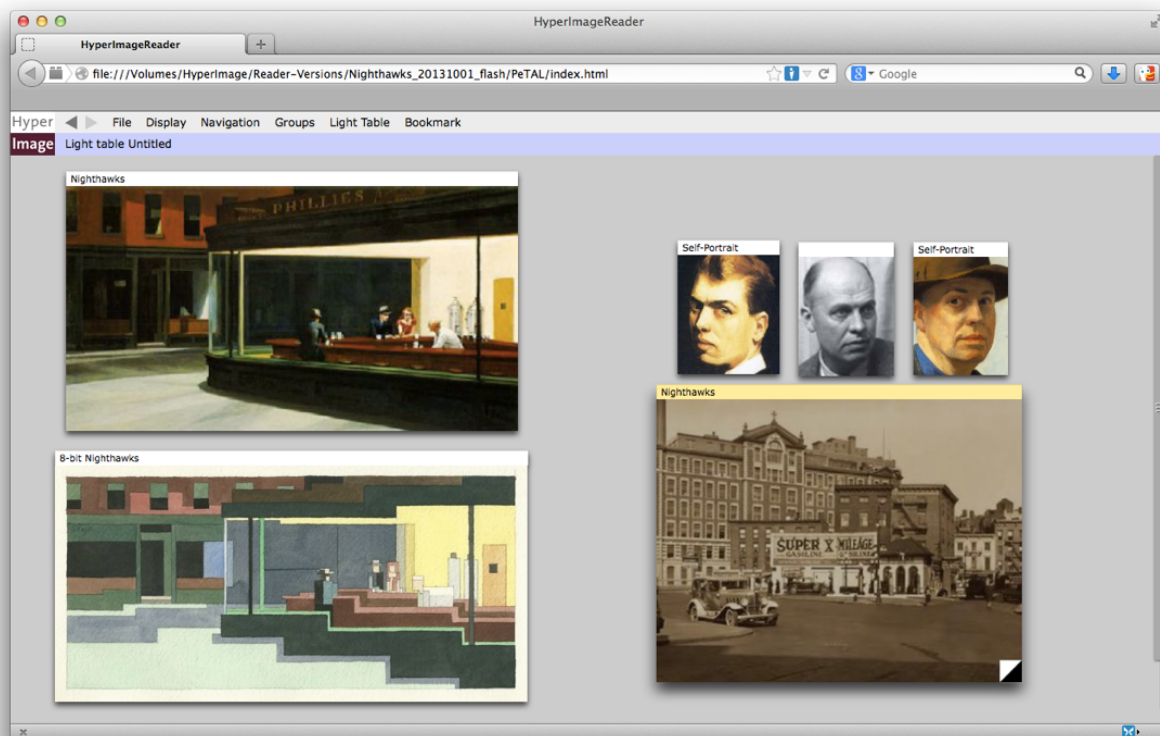 HyperImageReader
HyperImageReader
file:///Volumes/HyperImage/Reader-Versions/Nighthawks_20131001_flash/PeTAL/index.html
Google
Hyper File Display Navigation Groups Light Table Bookmark
Image Light table Untitled
Nighthawks
PHILLIES
8-bit Nighthawks
Self-Portrait
Self-Portrait
Nighthawks
SUPER X MILEAGE
GASOLINE